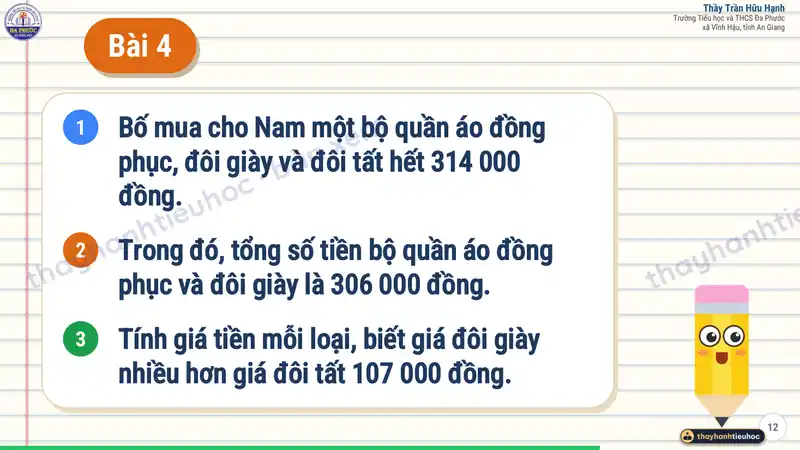 Thầy Trần Hữu Hạnh
Trường Tiểu học và THCS Đa Phước
xã Vĩnh Hậu, tỉnh An Giang
ĐA PHƯỚC
Bài 4
1
Bố mua cho Nam một bộ quần áo đồng
phục, đôi giày và đôi tất hết 314 000
đồng.
2
Trong đó, tổng số tiền bộ quần áo đồng
phục và đôi giày là 306 000 đồng.
3
Tính giá tiền mỗi loại, biết giá đôi giày
nhiều hơn giá đôi tất 107 000 đồng.
12
thayhanhtieuhoc